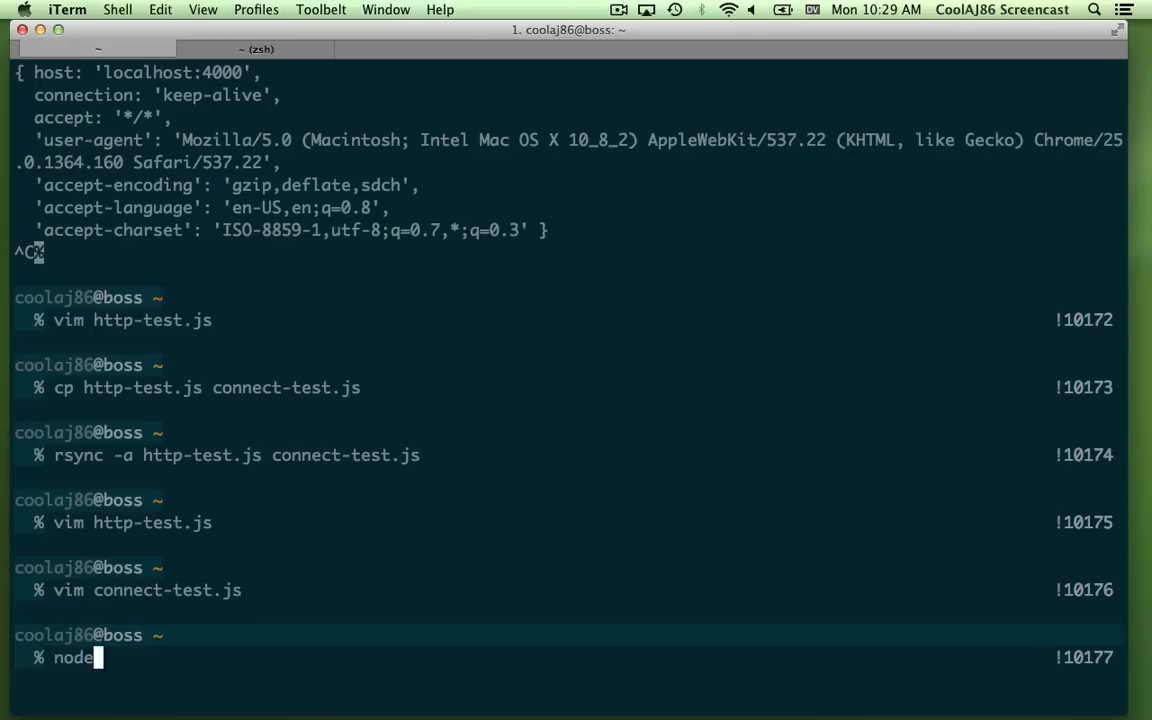 iTerm Shell Edit View Profiles Toolbelt Window Help DV Mon 10:29 AM CoolAJ86 Screencast
1. coolaj86@boss: ~
~ ~ (zsh)
{ host: 'localhost:4000',
connection: 'keep-alive',
accept: '*/*',
'user-agent': 'Mozilla/5.0 (Macintosh; Intel Mac OS X 10_8_2) AppleWebKit/537.22 (KHTML, like Gecko) Chrome/25
.0.1364.160 Safari/537.22',
'accept-encoding': 'gzip,deflate,sdch',
'accept-language': 'en-US,en;q=0.8',
'accept-charset': 'ISO-8859-1,utf-8;q=0.7,*;q=0.3' }
^C%
coolaj86@boss ~
% vim http-test.js !10172
coolaj86@boss ~
% cp http-test.js connect-test.js !10173
coolaj86@boss ~
% rsync -a http-test.js connect-test.js !10174
coolaj86@boss ~
% vim http-test.js !10175
coolaj86@boss ~
% vim connect-test.js !10176
coolaj86@boss ~
% node !10177